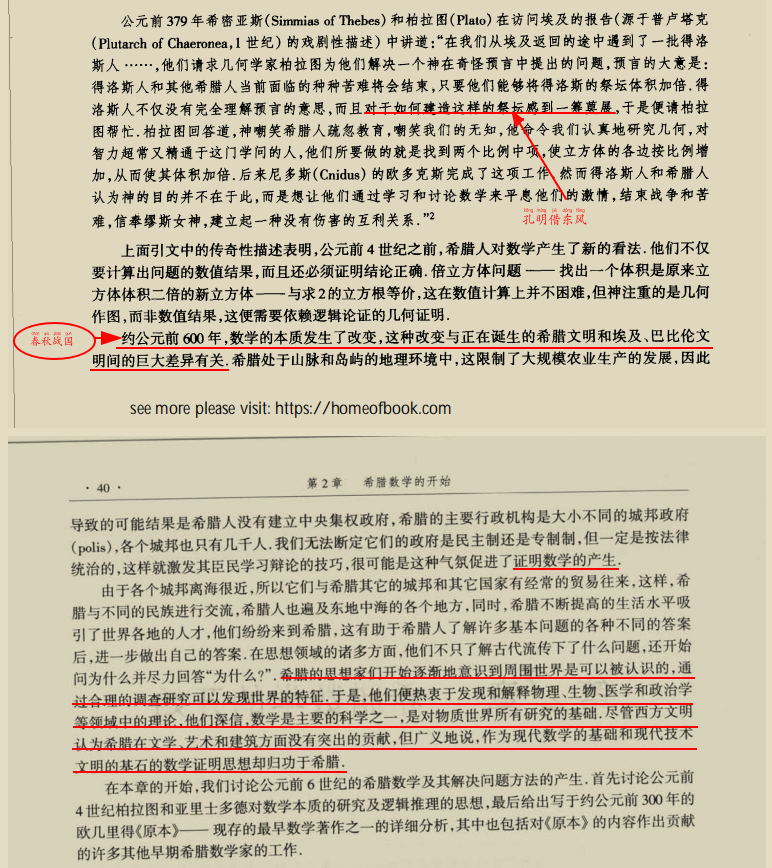 公元前 379 年希密亚斯(Simmias of Thebes)和柏拉图(Plato)在访问埃及的报告(源于普卢塔克
(Plutarch of Chaeronea,1 世纪) 的戏剧性描述) 中讲道:“在我们从埃及返回的途中遇到了一批得洛
斯人 ······,他们请求几何学家柏拉图为他们解决一个神在奇怪预言中提出的问题,预言的大意是:
得洛斯人和其他希腊人当前面临的种种苦难将会结束,只要他们能够将得洛斯的祭坛体积加倍. 得
洛斯人不仅没有完全理解预言的意思,而且对于如何建造这样的祭坛感到一筹莫展,于是便请柏拉
图帮忙. 柏拉图回答道,神嘲笑希腊人疏忽教育,嘲笑我们的无知,他命令我们认真地研究几何,对
智力超常又精通于这门学问的人,他们所要做的就是找到两个比例中项,使立方体的各边按比例增
加,从而使其体积加倍. 后来尼多斯(Cnidus)的欧多克斯完成了这项工作. 然而得洛斯人和希腊人
认为神的目的并不在于此,而是想让他们通过学习和讨论数学来平息他们的激情,结束战争和苦
难,信奉缪斯女神,建立起一种没有伤害的互利关系.”2
kǒng míng jiè dōng fēng
孔明借东风
上面引文中的传奇性描述表明,公元前 4 世纪之前,希腊人对数学产生了新的看法. 他们不仅
要计算出问题的数值结果,而且还必须证明结论正确. 倍立方体问题 —— 找出一个体积是原来立
方体体积二倍的新立方体——与求 2 的立方根等价,这在数值计算上并不困难,但神注重的是几何
作图,而非数值结果,这便需要依赖逻辑论证的几何证明.
春秋战国
约公元前 600 年,数学的本质发生了改变,这种改变与正在诞生的希腊文明和埃及、巴比伦文
明间的巨大差异有关. 希腊处于山脉和岛屿的地理环境中,这限制了大规模农业生产的发展,因此
see more please visit: https://homeofbook.com
· 40 · 第 2 章 希腊数学的开始
导致的可能结果是希腊人没有建立中央集权政府,希腊的主要行政机构是大小不同的城邦政府
(polis),各个城邦也只有几千人. 我们无法断定它们的政府是民主制还是专制制,但一定是按法律
统治的,这样就激发其臣民学习辩论的技巧,很可能是这种气氛促进了证明数学的产生.
由于各个城邦离海很近,所以它们与希腊其它的城邦和其它国家有经常的贸易往来,这样,希
腊与不同的民族进行交流,希腊人也遍及东地中海的各个地方,同时,希腊不断提高的生活水平吸
引了世界各地的人才,他们纷纷来到希腊,这有助于希腊人了解许多基本问题的各种不同的答案
后,进一步做出自己的答案. 在思想领域的诸多方面,他们不只了解古代流传下了什么问题,还开始
问为什么并尽力回答“为什么?”. 希腊的思想家们开始逐渐地意识到周围世界是可以被认识的,通
过合理的调查研究可以发现世界的特征. 于是,他们便热衷于发现和解释物理、生物、医学和政治学
等领域中的理论,他们深信,数学是主要的科学之一,是对物质世界所有研究的基础. 尽管西方文明
认为希腊在文学、艺术和建筑方面没有突出的贡献,但广义地说,作为现代数学的基础和现代技术
文明的基石的数学证明思想却归功于希腊.
在本章的开始,我们讨论公元前 6 世纪的希腊数学及其解决问题方法的产生. 首先讨论公元前
4 世纪柏拉图和亚里士多德对数学本质的研究及逻辑推理的思想,最后给出写于约公元前 300 年的
欧几里得《原本》—— 现存的最早数学著作之一的详细分析,其中也包括对《原本》的内容作出贡献
的许多其他早期希腊数学家的工作.